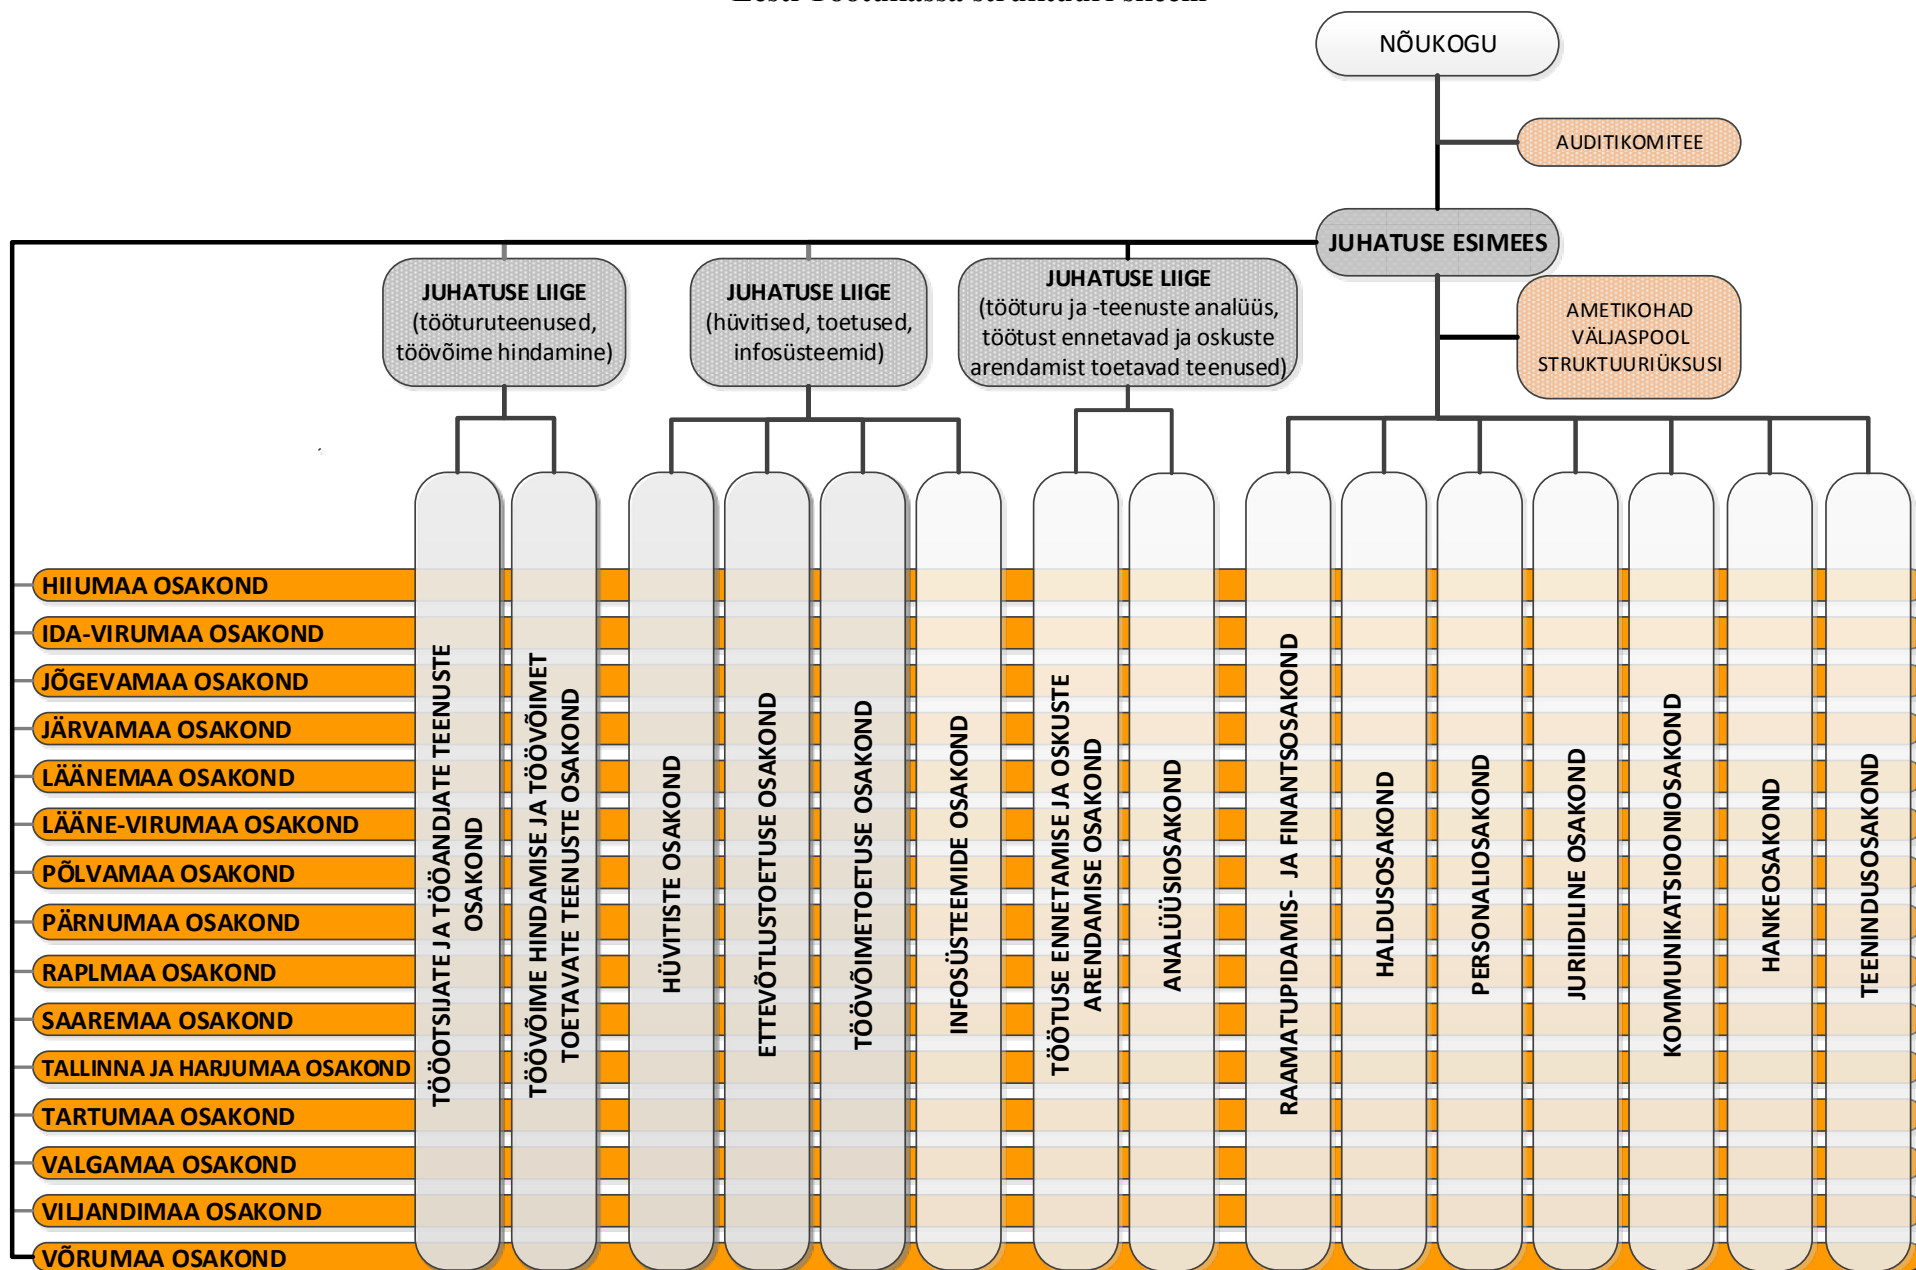 Eesti Töötukassa struktuuri skeem
NÕUKOGU
AUDITIKOMITEE
JUHATUSE ESIMEES
AMETIKOHAD
VÄLJASPOOL
STRUKTUURIÜKSUSI
JUHATUSE LIIGE
(tööturuteenused,
töövõime hindamine)
JUHATUSE LIIGE
(hüvitised, toetused,
infosüsteemid)
JUHATUSE LIIGE
(tööturu ja -teenuste analüüs,
töötust ennetavad ja oskuste
arendamist toetavad teenused)
HIIUMAA OSAKOND
IDA-VIRUMAA OSAKOND
JÕGEVAMAA OSAKOND
JÄRVAMAA OSAKOND
LÄÄNEMAA OSAKOND
LÄÄNE-VIRUMAA OSAKOND
PÕLVAMAA OSAKOND
PÄRNUMAA OSAKOND
RAPLMAA OSAKOND
SAAREMAA OSAKOND
TALLINNA JA HARJUMAA OSAKOND
TARTUMAA OSAKOND
VALGAMAA OSAKOND
VILJANDIMAA OSAKOND
VÕRUMAA OSAKOND
TÖÖOTSIJATE JA TÖÖANDJATE TEENUSTE
OSAKOND
TÖÖVÕIME HINDAMISE JA TÖÖVÕIMET
TOETAVATE TEENUSTE OSAKOND
HÜVITISTE OSAKOND
ETTEVÕTLUSTOETUSE OSAKOND
TÖÖVÕIMETOETUSE OSAKOND
INFOSÜSTEEMIDE OSAKOND
TÖÖTUSE ENNETAMISE JA OSKUSTE
ARENDAMISE OSAKOND
ANALÜÜSIOSAKOND
RAAMATUPIDAMIS- JA FINANTSOSAKOND
HALDUSOSAKOND
PERSONALIOSAKOND
JURIIDILINE OSAKOND
KOMMUNIKATSIOONIOSAKOND
HANKEOSAKOND
TEENINDUSOSAKOND